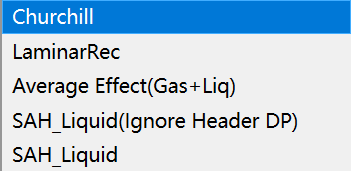 Churchill
LaminarRec
Average Effect(Gas+Liq)
SAH_Liquid(Ignore Header DP)
SAH_Liquid